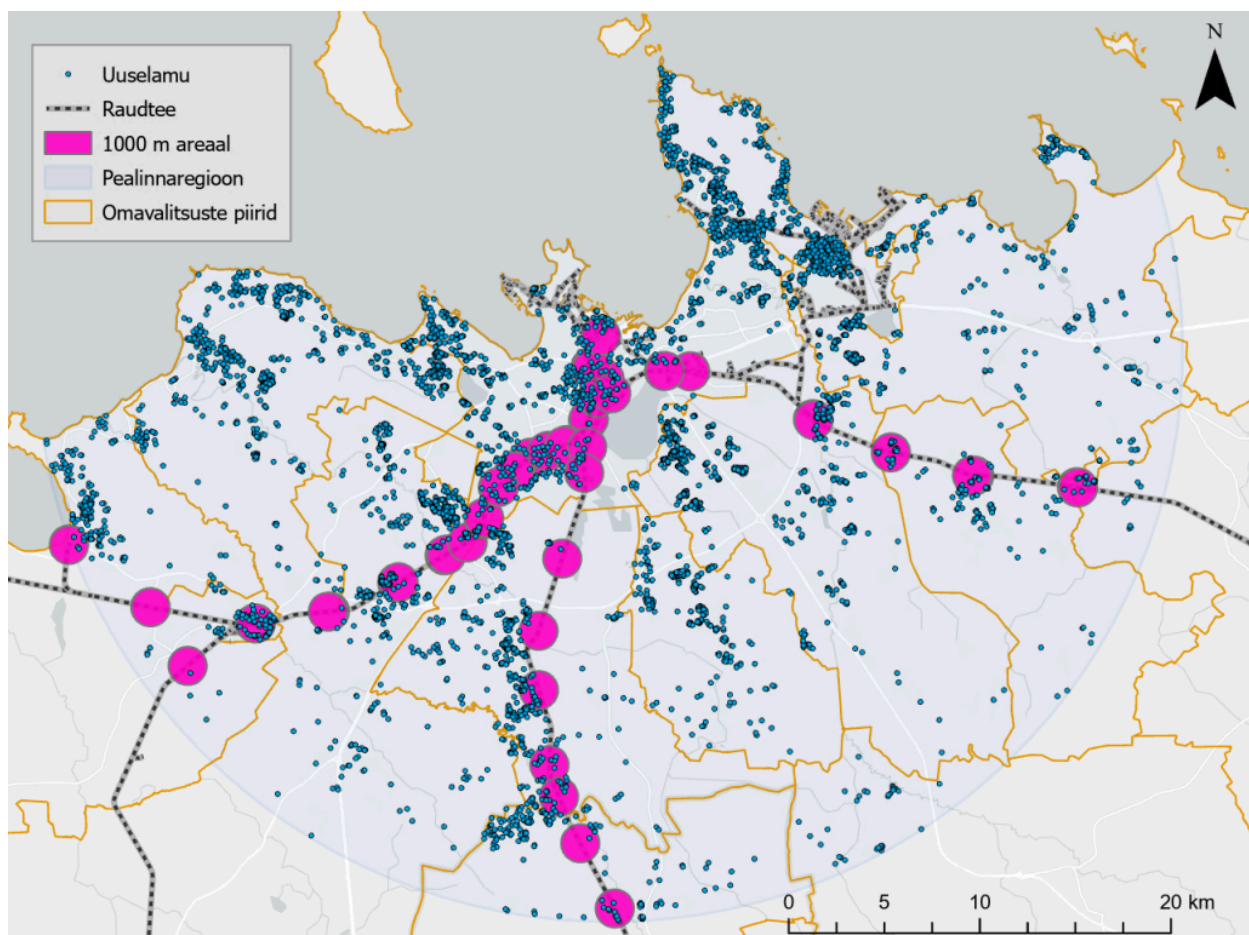 N
Uuselamu
Raudtee
1000 m areaal
Pealinnaregioon
Omavalitsuste piirid
0 5 10 20 km